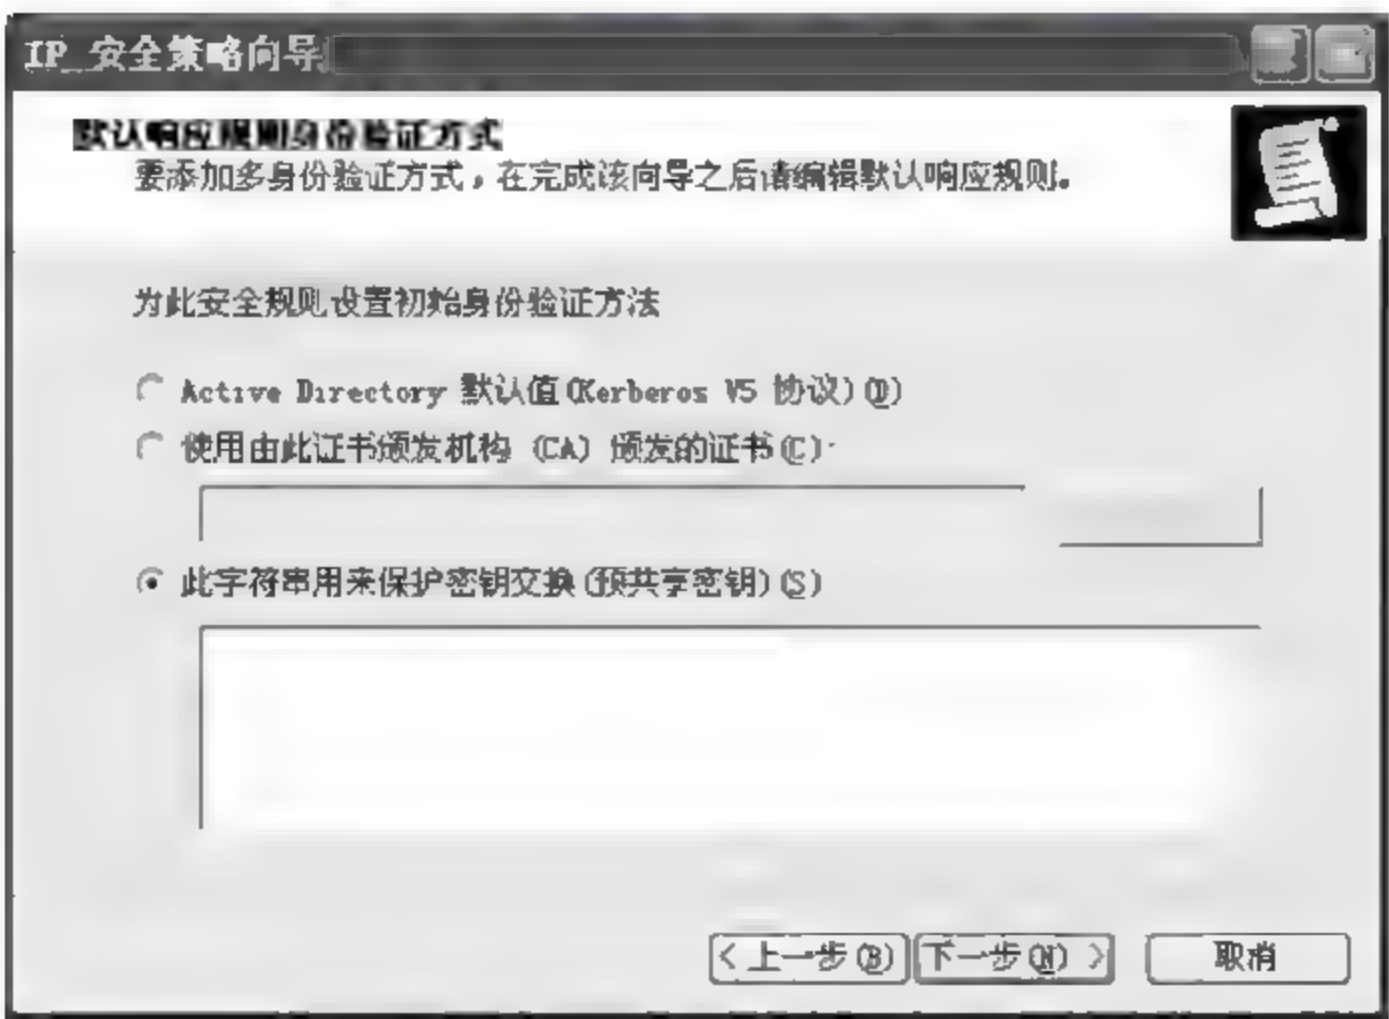 IP 安全策略向导
默认响应规则身份验证方式
要添加多身份验证方式，在完成该向导之后请编辑默认响应规则。
为此安全规则设置初始身份验证方法
Active Directory 默认值(Kerberos V5 协议)(D)
使用由此证书颁发机构 (CA) 颁发的证书(C):
此字符串用来保护密钥交换(预共享密钥)(S)
< 上一步(B) 下一步(N) > 取消